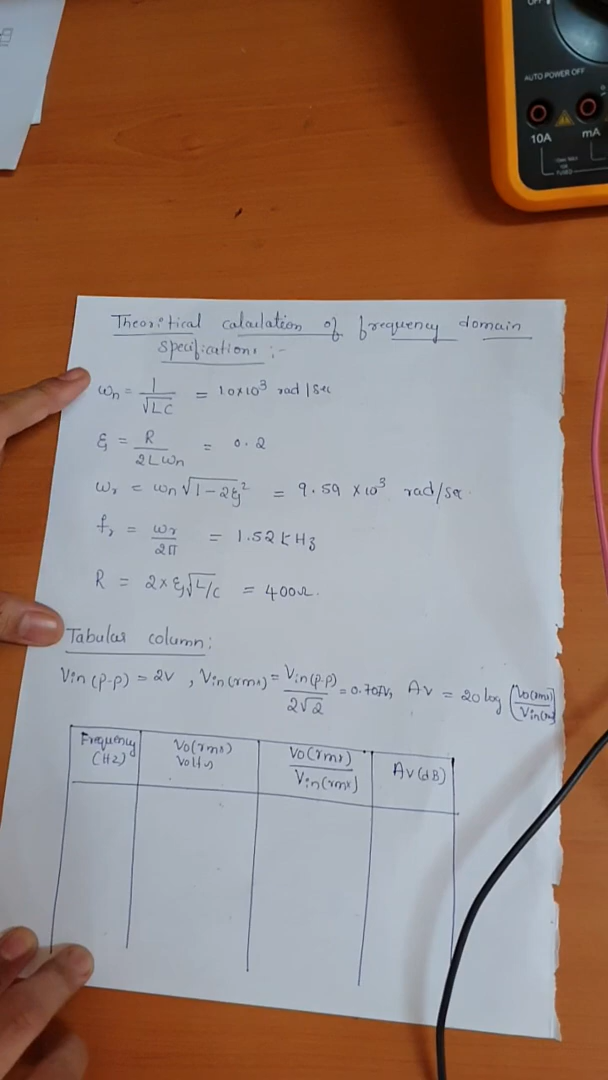 OFF
AUTO POWER OFF
10A
mA
FUSED
Theoritical calculation of frequency domain
specifications :-
ωn = 1/√LC = 10×10³ rad/sec
ξ = R/2Lωn = 0.2
ωr = ωn √1-2ξ² = 9.59 ×10³ rad/sec.
fr = ωr/2π = 1.52 kHz
R = 2×ξ√L/C = 400Ω.
Tabular column:
Vin (p-p) = 2V , Vin(rms) = Vin(p-p)/2√2 = 0.707V, Av = 20 log (Vo(rms)/Vin(rms))
Frequency (Hz) Vo(rms) Volts Vo(rms)/Vin(rms) Av(dB)